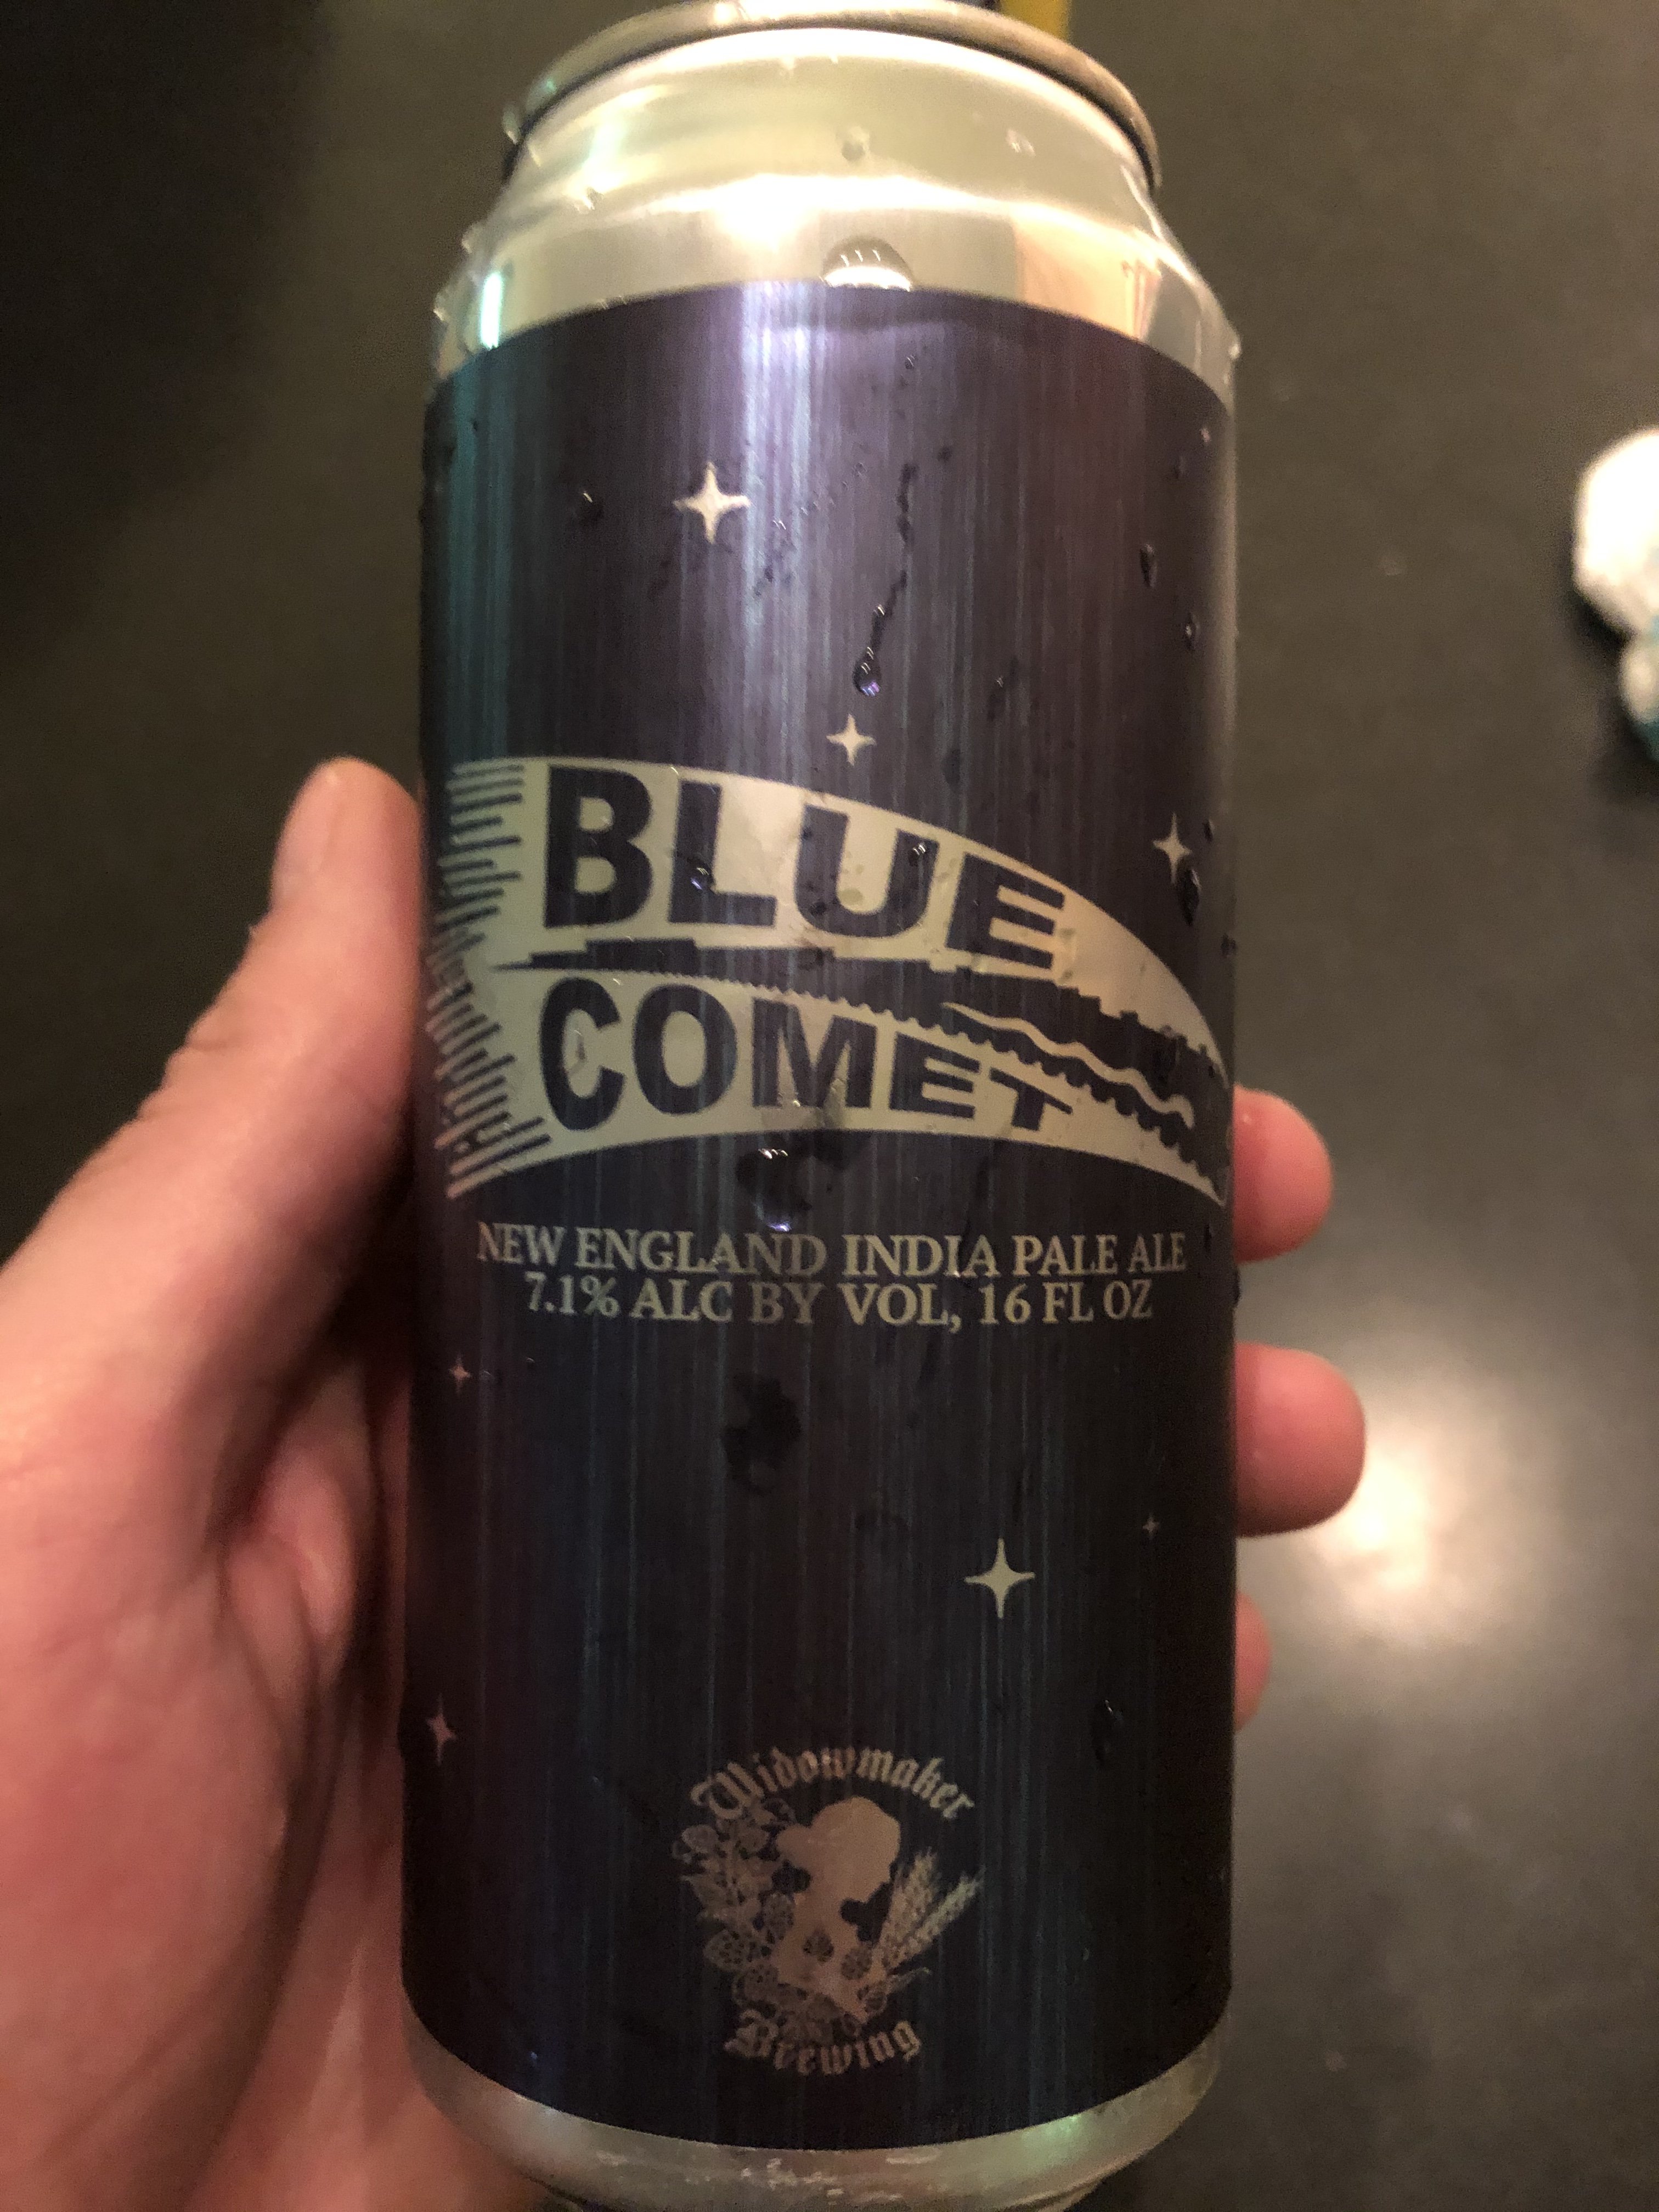 BLUE
COMET
NEW ENGLAND INDIA PALE ALE
7.1% ALC BY VOL, 16 FL OZ
Widowmaker
Brewing